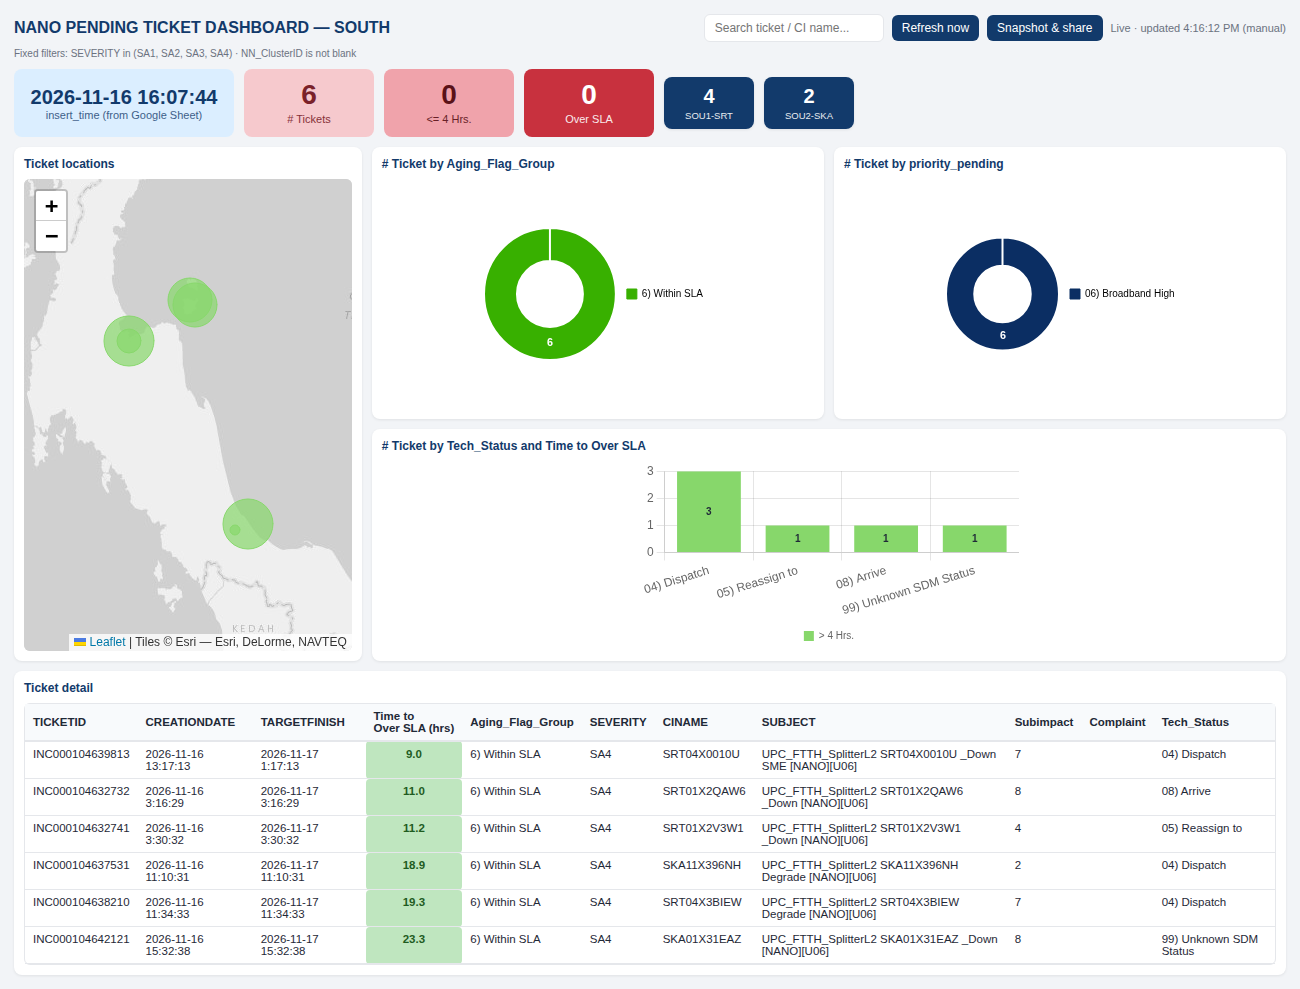 NANO PENDING TICKET DASHBOARD — SOUTH
Search ticket / CI name...
Refresh now
Snapshot & share
Live · updated 4:16:12 PM (manual)
Fixed filters: SEVERITY in (SA1, SA2, SA3, SA4) · NN_ClusterID is not blank
2026-11-16 16:07:44
insert_time (from Google Sheet)
6
# Tickets
0
<= 4 Hrs.
0
Over SLA
4
SOU1-SRT
2
SOU2-SKA
Ticket locations
+
−
KEDAH
Leaflet | Tiles © Esri — Esri, DeLorme, NAVTEQ
# Ticket by Aging_Flag_Group
6
6) Within SLA
# Ticket by priority_pending
6
06) Broadband High
# Ticket by Tech_Status and Time to Over SLA
3
2
1
0
3
1
1
1
04) Dispatch
05) Reassign to
08) Arrive
99) Unknown SDM Status
> 4 Hrs.
Ticket detail
TICKETID CREATIONDATE TARGETFINISH Time to Over SLA (hrs) Aging_Flag_Group SEVERITY CINAME SUBJECT Subimpact Complaint Tech_Status
INC000104639813 2026-11-16 13:17:13 2026-11-17 1:17:13 9.0 6) Within SLA SA4 SRT04X0010U UPC_FTTH_SplitterL2 SRT04X0010U _Down SME [NANO][U06] 7 04) Dispatch
INC000104632732 2026-11-16 3:16:29 2026-11-17 3:16:29 11.0 6) Within SLA SA4 SRT01X2QAW6 UPC_FTTH_SplitterL2 SRT01X2QAW6 _Down [NANO][U06] 8 08) Arrive
INC000104632741 2026-11-16 3:30:32 2026-11-17 3:30:32 11.2 6) Within SLA SA4 SRT01X2V3W1 UPC_FTTH_SplitterL2 SRT01X2V3W1 _Down [NANO][U06] 4 05) Reassign to
INC000104637531 2026-11-16 11:10:31 2026-11-17 11:10:31 18.9 6) Within SLA SA4 SKA11X396NH UPC_FTTH_SplitterL2 SKA11X396NH Degrade [NANO][U06] 2 04) Dispatch
INC000104638210 2026-11-16 11:34:33 2026-11-17 11:34:33 19.3 6) Within SLA SA4 SRT04X3BIEW UPC_FTTH_SplitterL2 SRT04X3BIEW Degrade [NANO][U06] 7 04) Dispatch
INC000104642121 2026-11-16 15:32:38 2026-11-17 15:32:38 23.3 6) Within SLA SA4 SKA01X31EAZ UPC_FTTH_SplitterL2 SKA01X31EAZ _Down [NANO][U06] 8 99) Unknown SDM Status